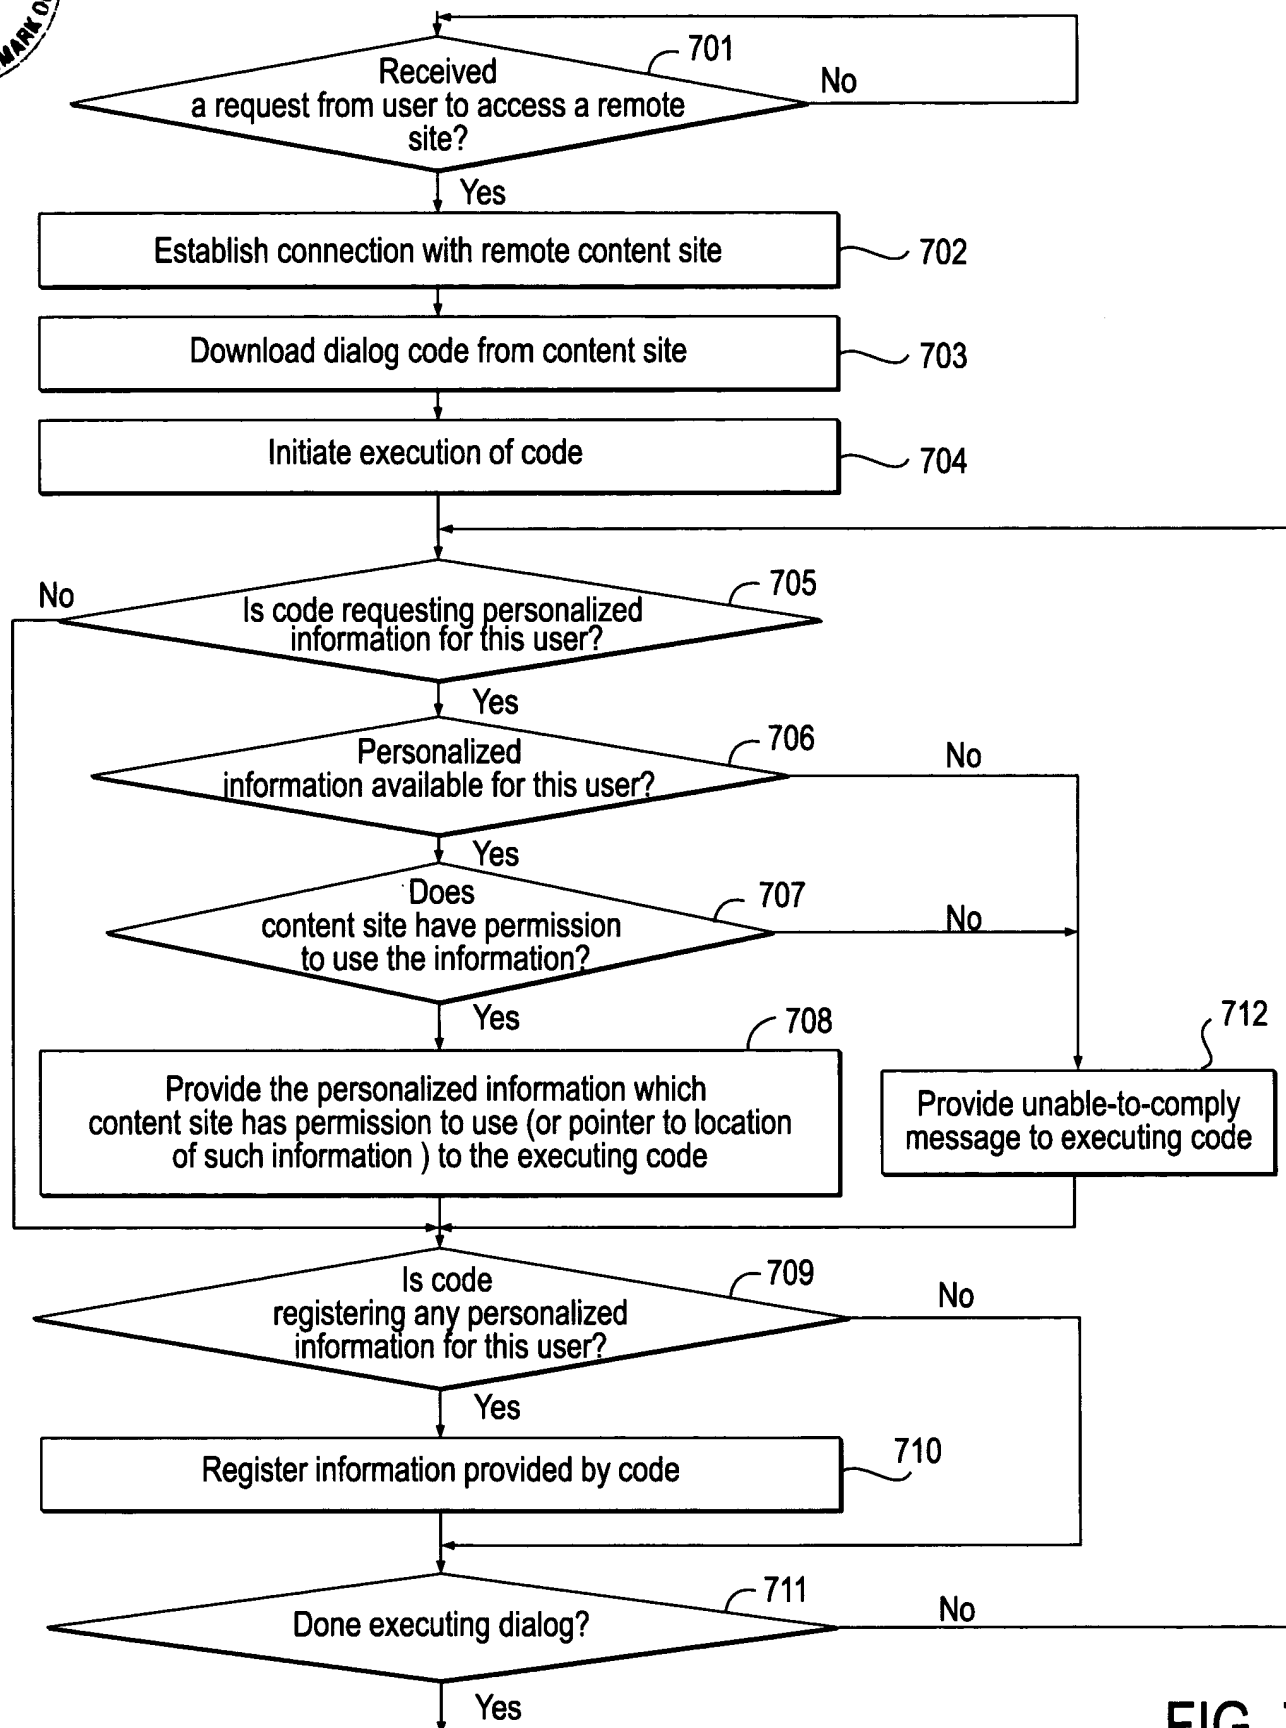 MARK
701
Received
a request from user to access a remote
site?
No
Yes
Establish connection with remote content site
702
Download dialog code from content site
703
Initiate execution of code
704
705
No
Is code requesting personalized
information for this user?
Yes
706
Personalized
information available for this user?
No
Yes
707
Does
content site have permission
to use the information?
No
Yes
708
712
Provide the personalized information which
content site has permission to use (or pointer to location
of such information ) to the executing code
Provide unable-to-comply
message to executing code
709
Is code
registering any personalized
information for this user?
No
Yes
Register information provided by code
710
711
Done executing dialog?
No
Yes
FIG.